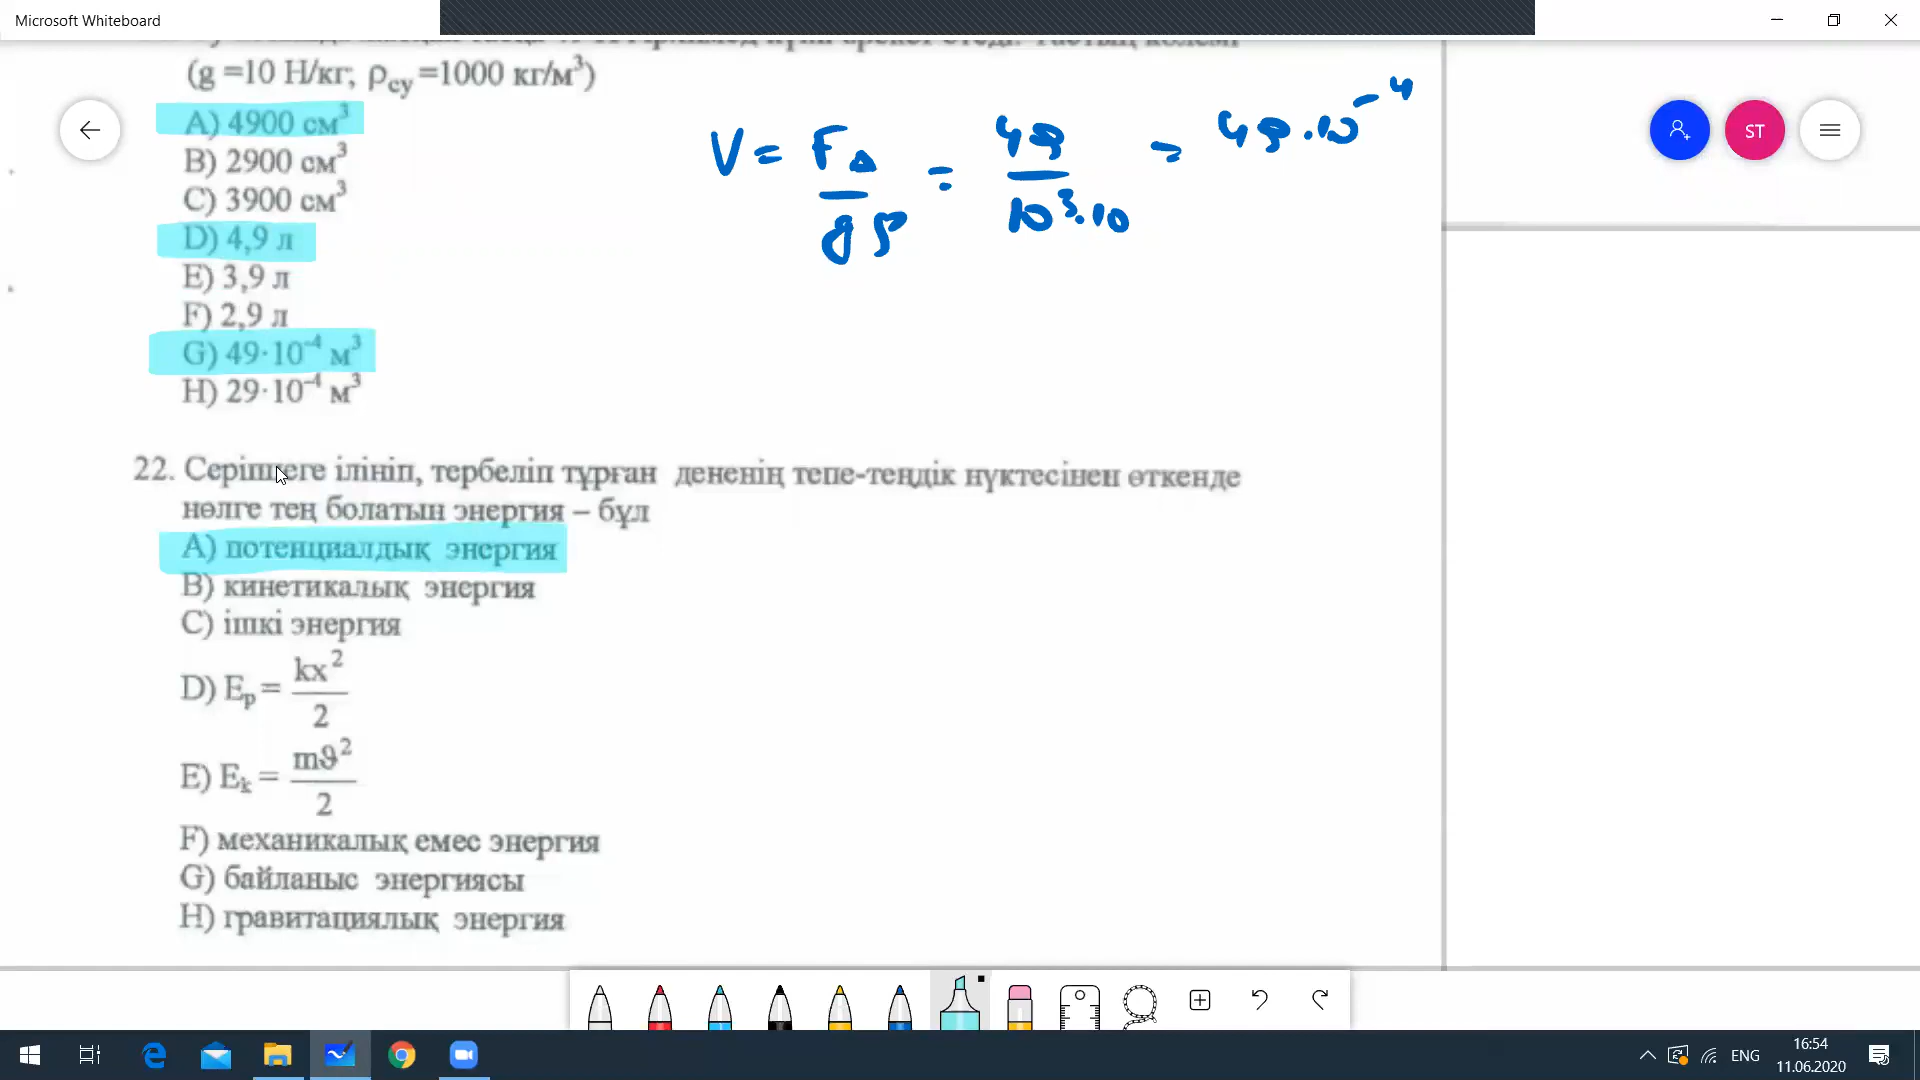 Microsoft Whiteboard
(g =10 Н/кг; ρсу =1000 кг/м³)
A) 4900 см³
B) 2900 см³
C) 3900 см³
D) 4,9 л
E) 3,9 л
F) 2,9 л
G) 49·10⁻⁴ м³
H) 29·10⁻⁴ м³
V = F_A / gρ = 49 / 10³·10 = 49·10⁻⁴
ST
22. Серіппеге ілініп, тербеліп тұрған дененің тепе-теңдік нүктесінен өткенде
нөлге тең болатын энергия – бұл
A) потенциалдық энергия
B) кинетикалық энергия
C) ішкі энергия
D) Eₚ = kx² / 2
E) Eₖ = mϑ² / 2
F) механикалық емес энергия
G) байланыс энергиясы
H) гравитациялық энергия
ENG
16:54
11.06.2020